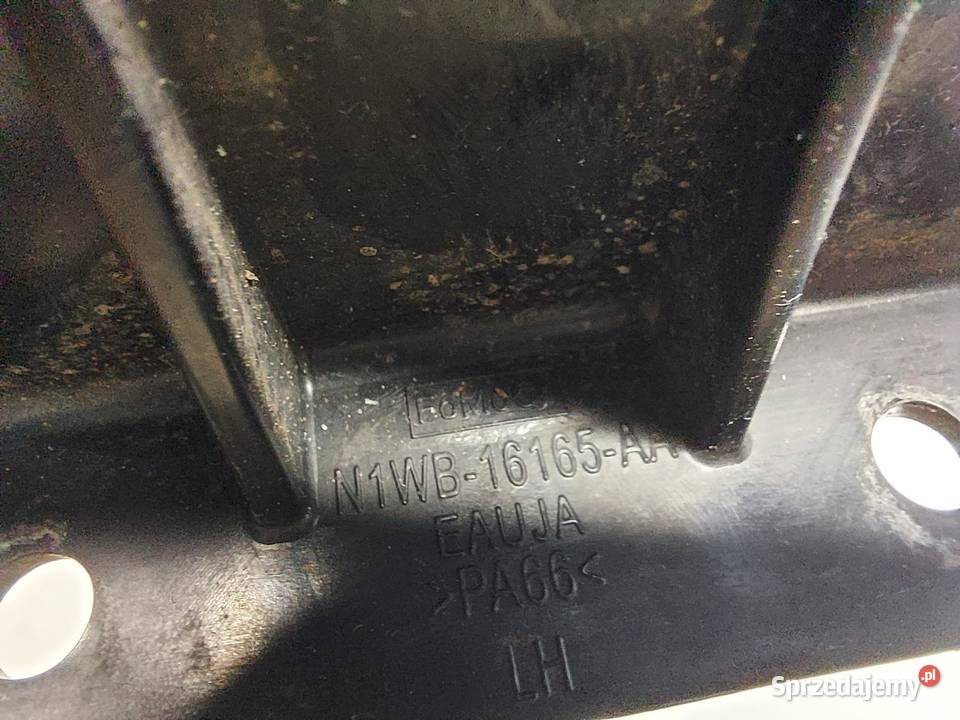 FoMoCo
N1WB-16165-AA
EAUJA
>PA66<
LH
Sprzedajemy.pl